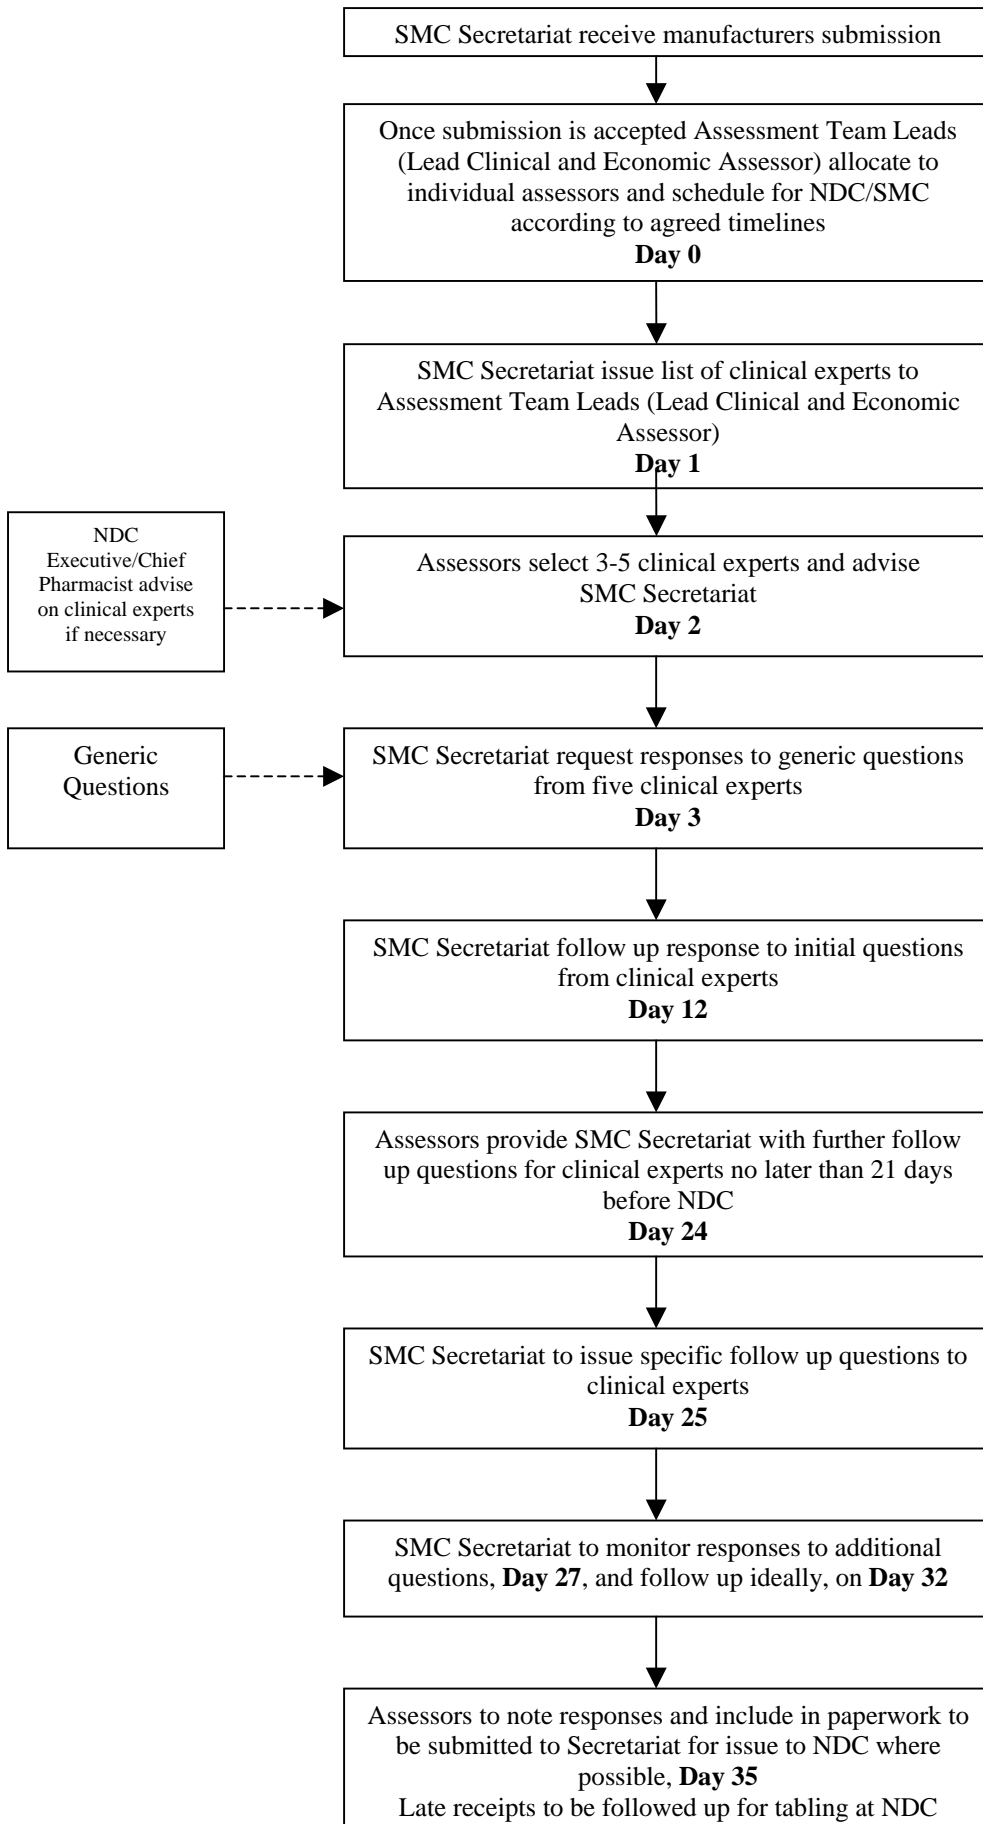 SMC Secretariat receive manufacturers submission
Once submission is accepted Assessment Team Leads
(Lead Clinical and Economic Assessor) allocate to
individual assessors and schedule for NDC/SMC
according to agreed timelines
Day 0
SMC Secretariat issue list of clinical experts to
Assessment Team Leads (Lead Clinical and Economic
Assessor)
Day 1
NDC
Executive/Chief
Pharmacist advise
on clinical experts
if necessary
Assessors select 3-5 clinical experts and advise
SMC Secretariat
Day 2
Generic
Questions
SMC Secretariat request responses to generic questions
from five clinical experts
Day 3
SMC Secretariat follow up response to initial questions
from clinical experts
Day 12
Assessors provide SMC Secretariat with further follow
up questions for clinical experts no later than 21 days
before NDC
Day 24
SMC Secretariat to issue specific follow up questions to
clinical experts
Day 25
SMC Secretariat to monitor responses to additional
questions, Day 27, and follow up ideally, on Day 32
Assessors to note responses and include in paperwork to
be submitted to Secretariat for issue to NDC where
possible, Day 35
Late receipts to be followed up for tabling at NDC